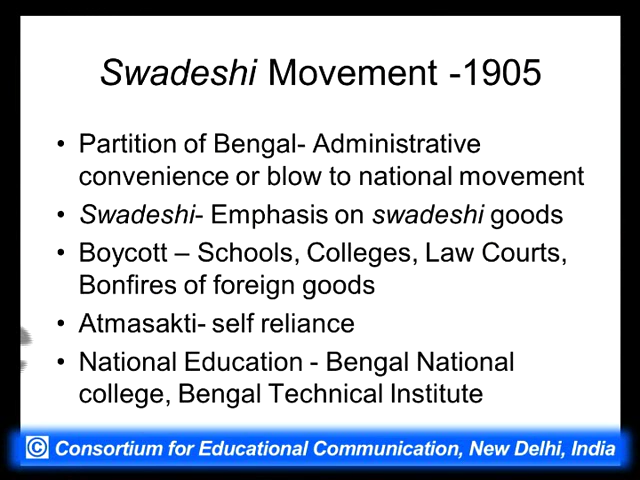 Swadeshi Movement -1905
• Partition of Bengal- Administrative
convenience or blow to national movement
• Swadeshi- Emphasis on swadeshi goods
• Boycott – Schools, Colleges, Law Courts,
Bonfires of foreign goods
• Atmasakti- self reliance
• National Education - Bengal National
college, Bengal Technical Institute
© Consortium for Educational Communication, New Delhi, India